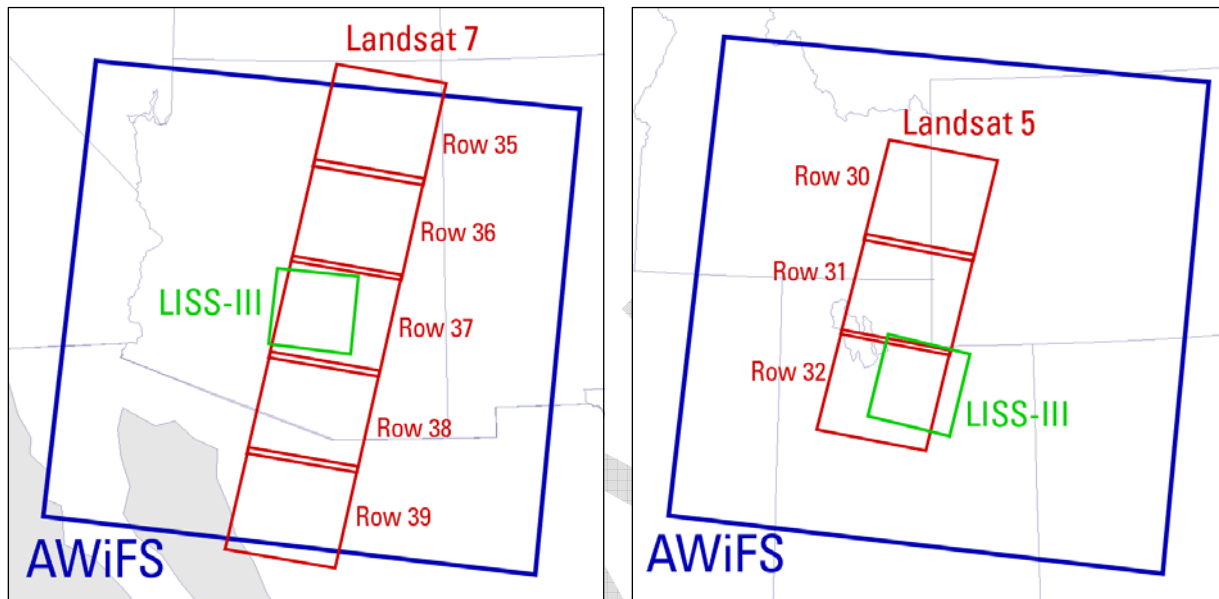 Landsat 7
Row 35
Row 36
LISS-III
Row 37
Row 38
Row 39
AWiFS
Landsat 5
Row 30
Row 31
Row 32
LISS-III
AWiFS